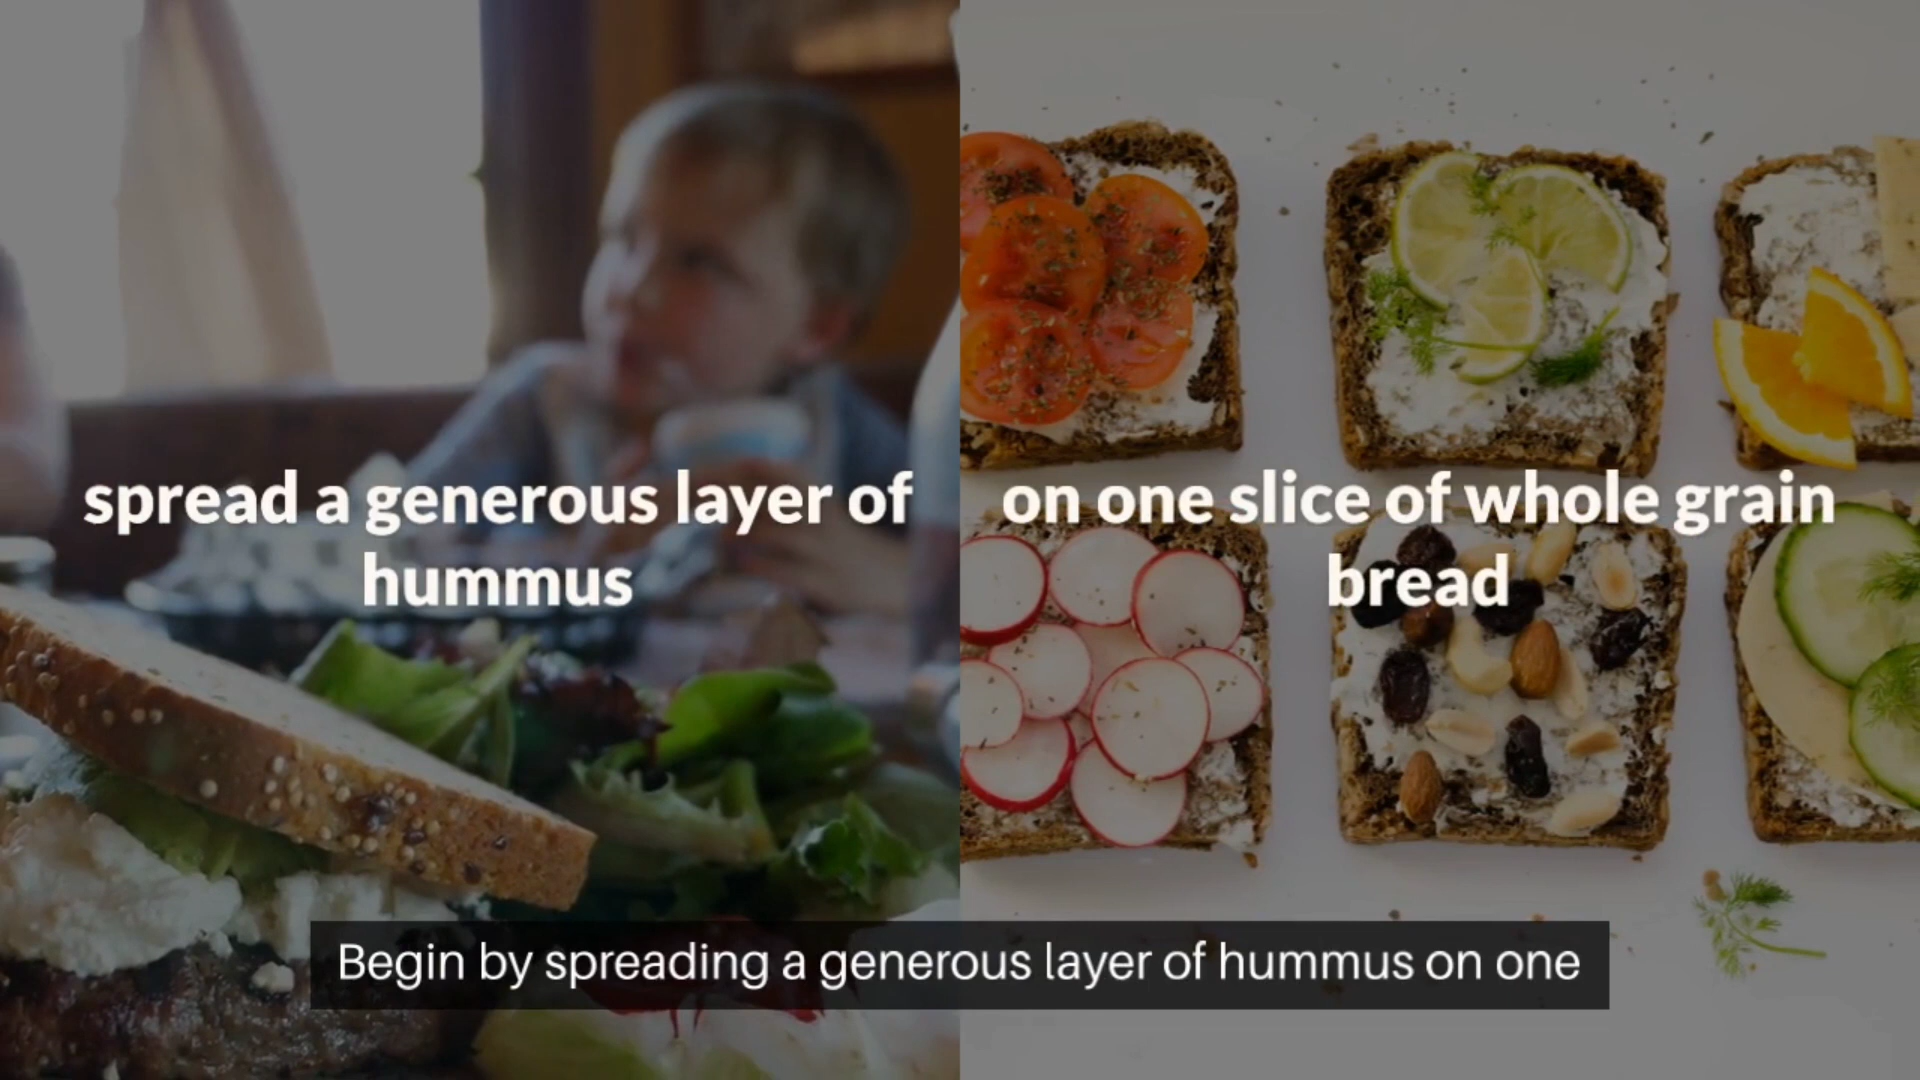 spread a generous layer of
hummus
on one slice of whole grain
bread
Begin by spreading a generous layer of hummus on one